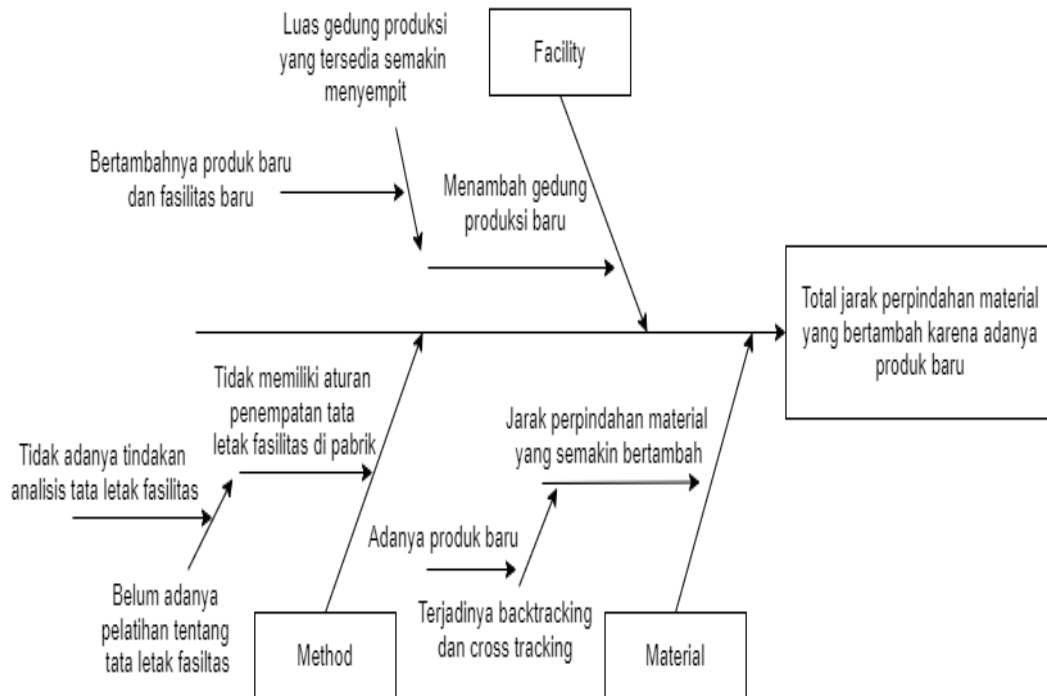 Luas gedung produksi
yang tersedia semakin
menyempit
Facility
Bertambahnya produk baru
dan fasilitas baru
Menambah gedung
produksi baru
Total jarak perpindahan material
yang bertambah karena adanya
produk baru
Tidak memiliki aturan
penempatan tata
letak fasilitas di pabrik
Jarak perpindahan material
yang semakin bertambah
Tidak adanya tindakan
analisis tata letak fasilitas
Adanya produk baru
Belum adanya
pelatihan tentang
tata letak fasiltas
Method
Terjadinya backtracking
dan cross tracking
Material